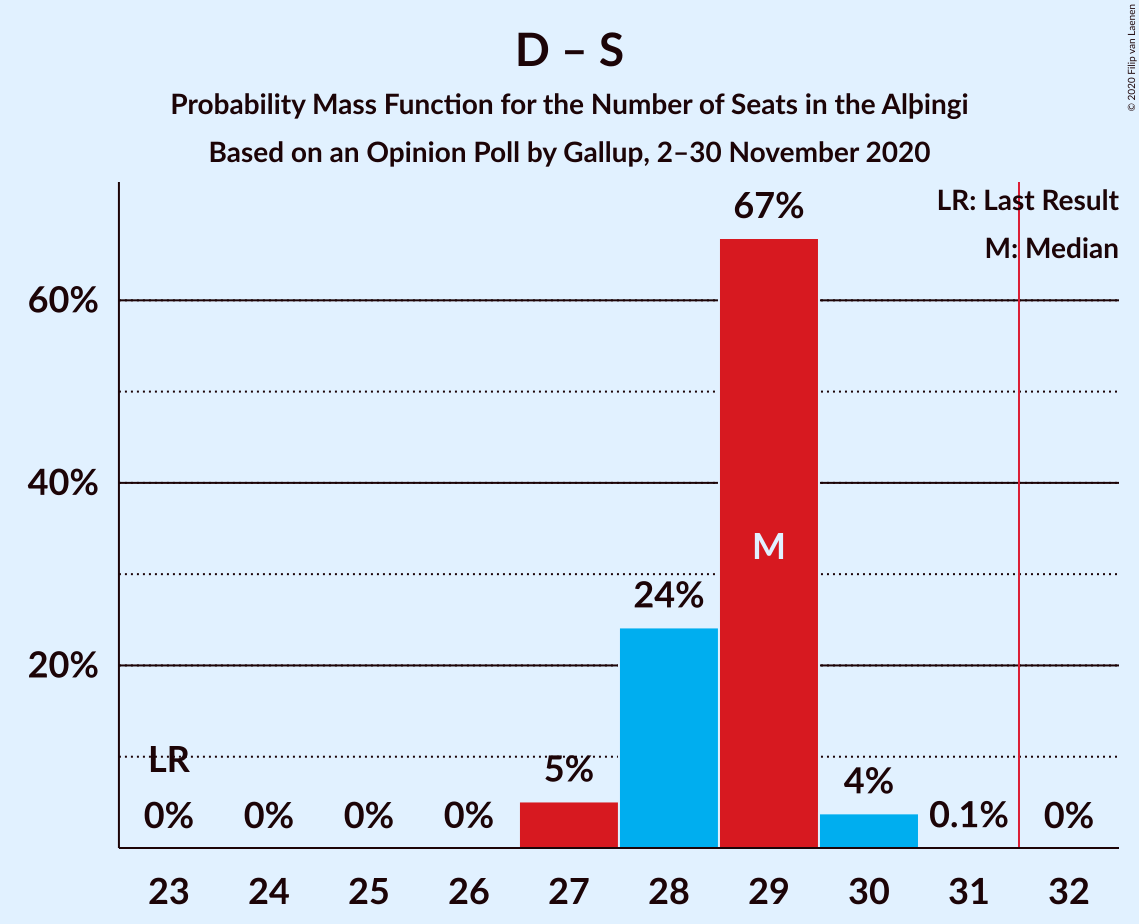 D – S
Probability Mass Function for the Number of Seats in the Alþingi
Based on an Opinion Poll by Gallup, 2–30 November 2020
© 2020 Filip van Laenen
LR: Last Result
M: Median
67%
60%
40%
M
24%
20%
LR
0%
0%
0%
0%
5%
4%
0.1%
0%
23 24 25 26 27 28 29 30 31 32